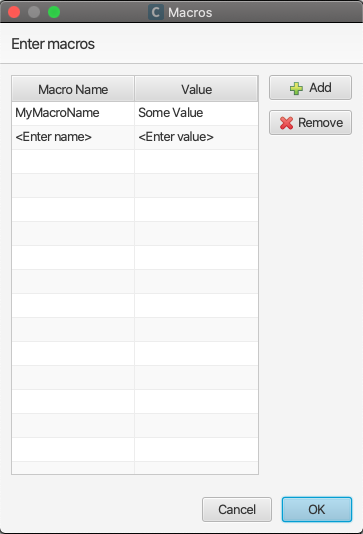 C Macros
Enter macros
Macro Name Value
Add
MyMacroName Some Value
Remove
<Enter name> <Enter value>
Cancel OK